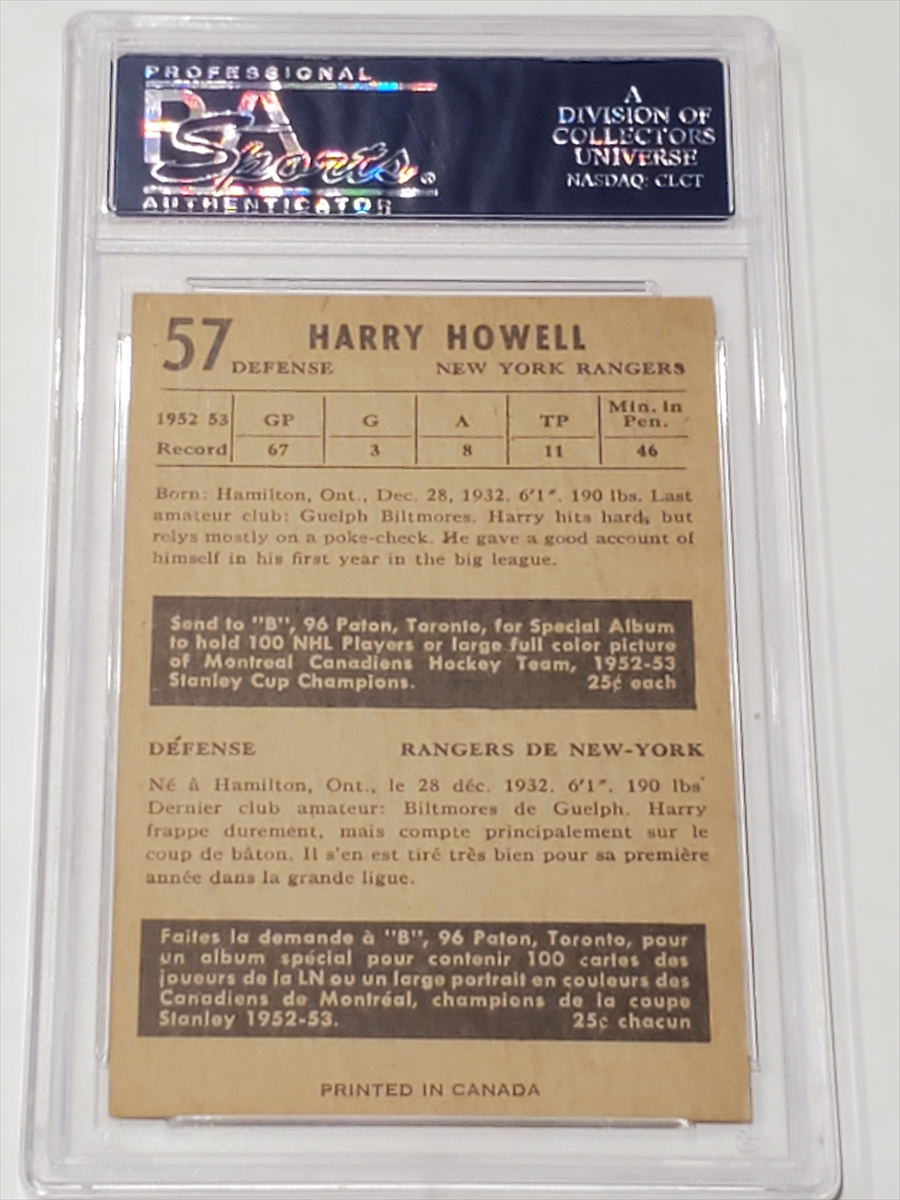 PROFESSIONAL
PSA
Sports®
AUTHENTICATOR
A
DIVISION OF
COLLECTORS
UNIVERSE
NASDAQ: CLCT
57 HARRY HOWELL
DEFENSE NEW YORK RANGERS
1952 53 GP G A TP Min. in Pen.
Record 67 3 8 11 46
Born: Hamilton, Ont., Dec. 28, 1932. 6'1". 190 lbs. Last
amateur club: Guelph Biltmores. Harry hits hard, but
relys mostly on a poke-check. He gave a good account of
himself in his first year in the big league.
Send to "B", 96 Paton, Toronto, for Special Album
to hold 100 NHL Players or large full color picture
of Montreal Canadiens Hockey Team, 1952-53
Stanley Cup Champions. 25¢ each
DÉFENSE RANGERS DE NEW-YORK
Né à Hamilton, Ont., le 28 déc. 1932. 6'1". 190 lbs
Dernier club amateur: Biltmores de Guelph. Harry
frappe durement, mais compte principalement sur le
coup de bâton. Il s'en est tiré très bien pour sa première
année dans la grande ligue.
Faites la demande à "B", 96 Paton, Toronto, pour
un album spécial pour contenir 100 cartes des
joueurs de la LN ou un large portrait en couleurs des
Canadiens de Montréal, champions de la coupe
Stanley 1952-53. 25¢ chacun
PRINTED IN CANADA